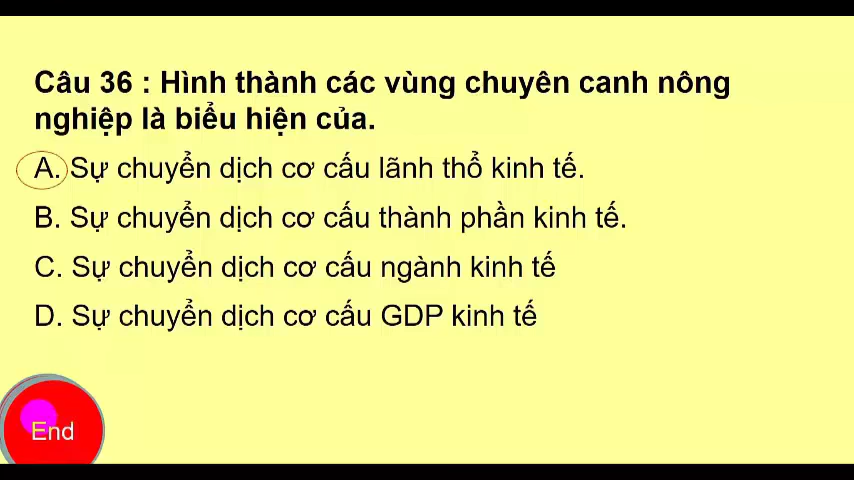 Câu 36 : Hình thành các vùng chuyên canh nông
nghiệp là biểu hiện của.
A. Sự chuyển dịch cơ cấu lãnh thổ kinh tế.
B. Sự chuyển dịch cơ cấu thành phần kinh tế.
C. Sự chuyển dịch cơ cấu ngành kinh tế
D. Sự chuyển dịch cơ cấu GDP kinh tế
End